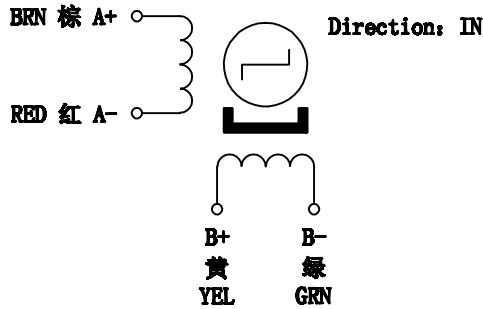 BRN 棕 A+
Direction: IN
RED 红 A-
B+ B-
黄 绿
YEL GRN